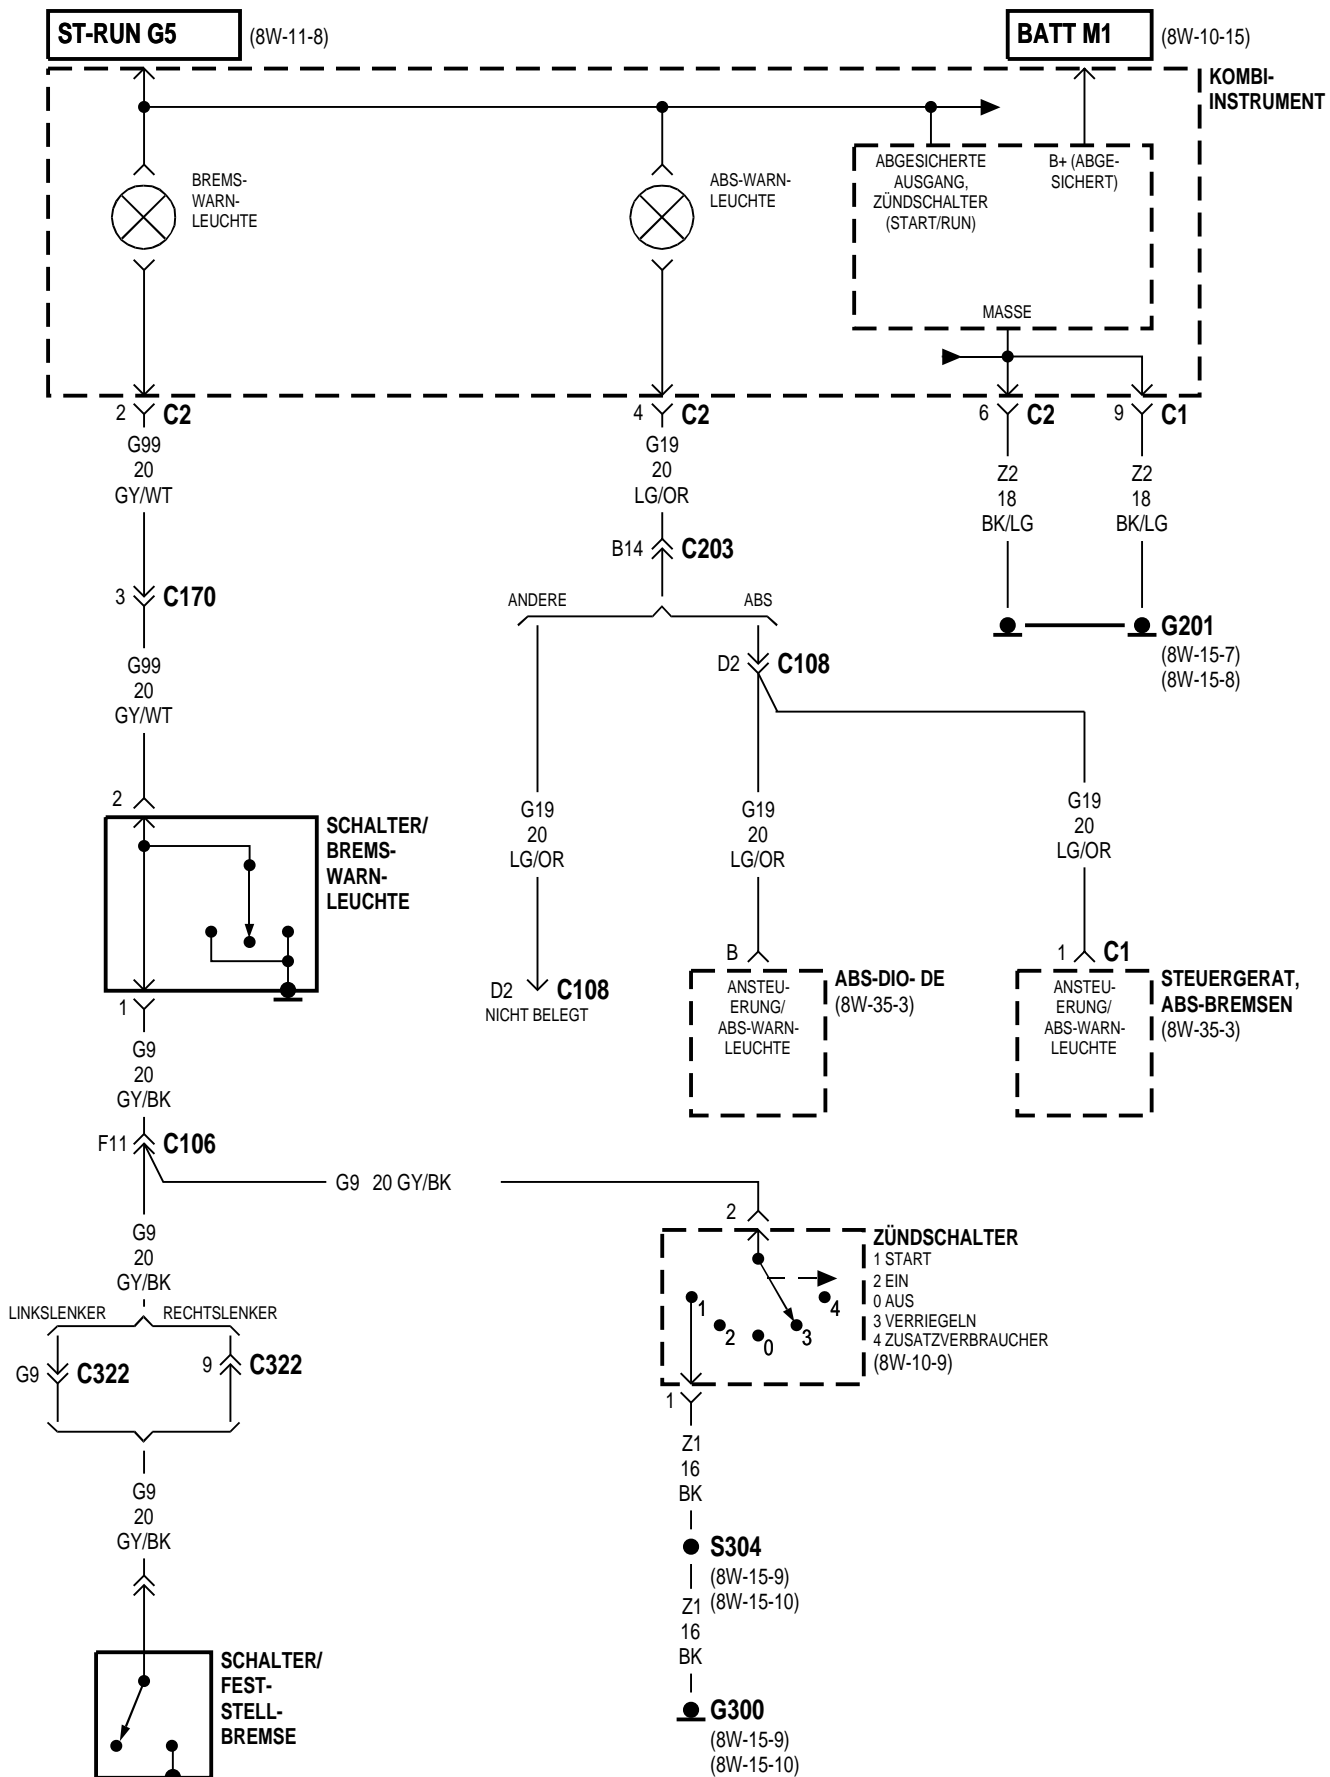 ST-RUN G5 (8W-11-8)
BATT M1 (8W-10-15)
KOMBI-
INSTRUMENT
BREMS-
WARN-
LEUCHTE
ABS-WARN-
LEUCHTE
ABGESICHERTE
AUSGANG,
ZÜNDSCHALTER
(START/RUN)
B+ (ABGE-
SICHERT)
MASSE
2 C2
4 C2
6 C2
9 C1
G99
20
GY/WT
G19
20
LG/OR
Z2
18
BK/LG
Z2
18
BK/LG
B14 C203
3 C170
ANDERE
ABS
G201
(8W-15-7)
(8W-15-8)
D2 C108
G99
20
GY/WT
2
G19
20
LG/OR
G19
20
LG/OR
G19
20
LG/OR
SCHALTER/
BREMS-
WARN-
LEUCHTE
1
D2 C108
NICHT BELEGT
B
ANSTEU-
ERUNG/
ABS-WARN-
LEUCHTE
ABS-DIO- DE
(8W-35-3)
1 C1
ANSTEU-
ERUNG/
ABS-WARN-
LEUCHTE
STEUERGERAT,
ABS-BREMSEN
(8W-35-3)
G9
20
GY/BK
F11 C106
G9 20 GY/BK
G9
20
GY/BK
2
ZÜNDSCHALTER
1 START
2 EIN
0 AUS
3 VERRIEGELN
4 ZUSATZVERBRAUCHER
(8W-10-9)
1
2
0
3
4
1
LINKSLENKER
RECHTSLENKER
G9 C322
9 C322
G9
20
GY/BK
Z1
16
BK
S304
(8W-15-9)
(8W-15-10)
Z1
16
BK
G300
(8W-15-9)
(8W-15-10)
SCHALTER/
FEST-
STELL-
BREMSE